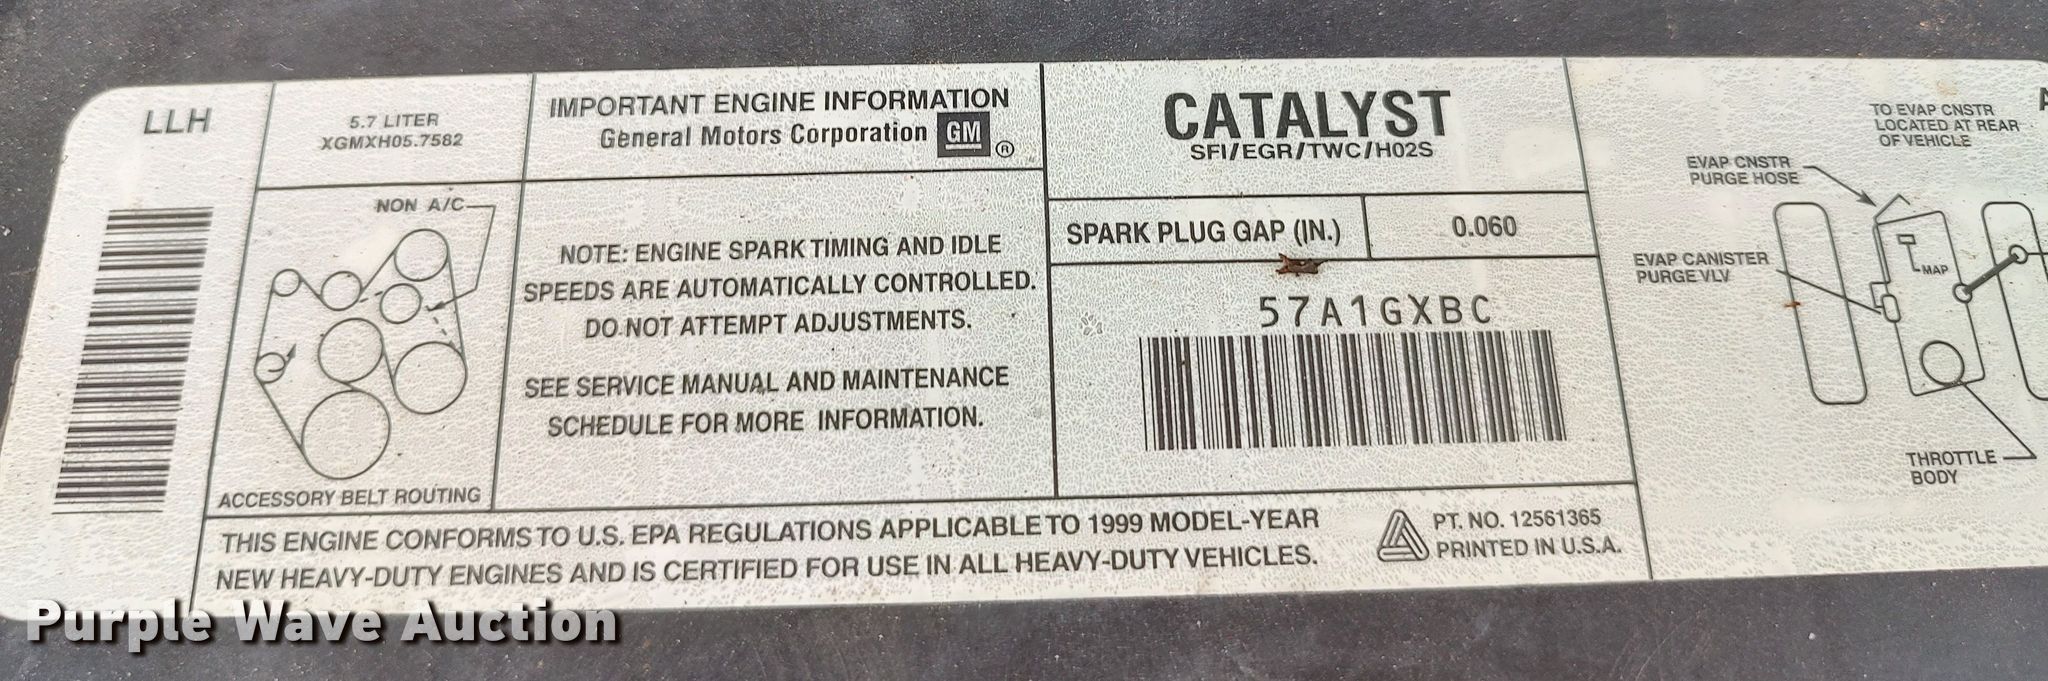 LLH
5.7 LITER
XGMXH05.7582
NON A/C
ACCESSORY BELT ROUTING
IMPORTANT ENGINE INFORMATION
General Motors Corporation GM ®
NOTE: ENGINE SPARK TIMING AND IDLE
SPEEDS ARE AUTOMATICALLY CONTROLLED.
DO NOT ATTEMPT ADJUSTMENTS.
SEE SERVICE MANUAL AND MAINTENANCE
SCHEDULE FOR MORE INFORMATION.
CATALYST
SFI/EGR/TWC/H02S
SPARK PLUG GAP (IN.) 0.060
57A1GXBC
THIS ENGINE CONFORMS TO U.S. EPA REGULATIONS APPLICABLE TO 1999 MODEL-YEAR
NEW HEAVY-DUTY ENGINES AND IS CERTIFIED FOR USE IN ALL HEAVY-DUTY VEHICLES.
PT. NO. 12561365
PRINTED IN U.S.A.
TO EVAP CNSTR
LOCATED AT REAR
OF VEHICLE
EVAP CNSTR
PURGE HOSE
EVAP CANISTER
PURGE VLV
MAP
THROTTLE
BODY
Purple Wave Auction